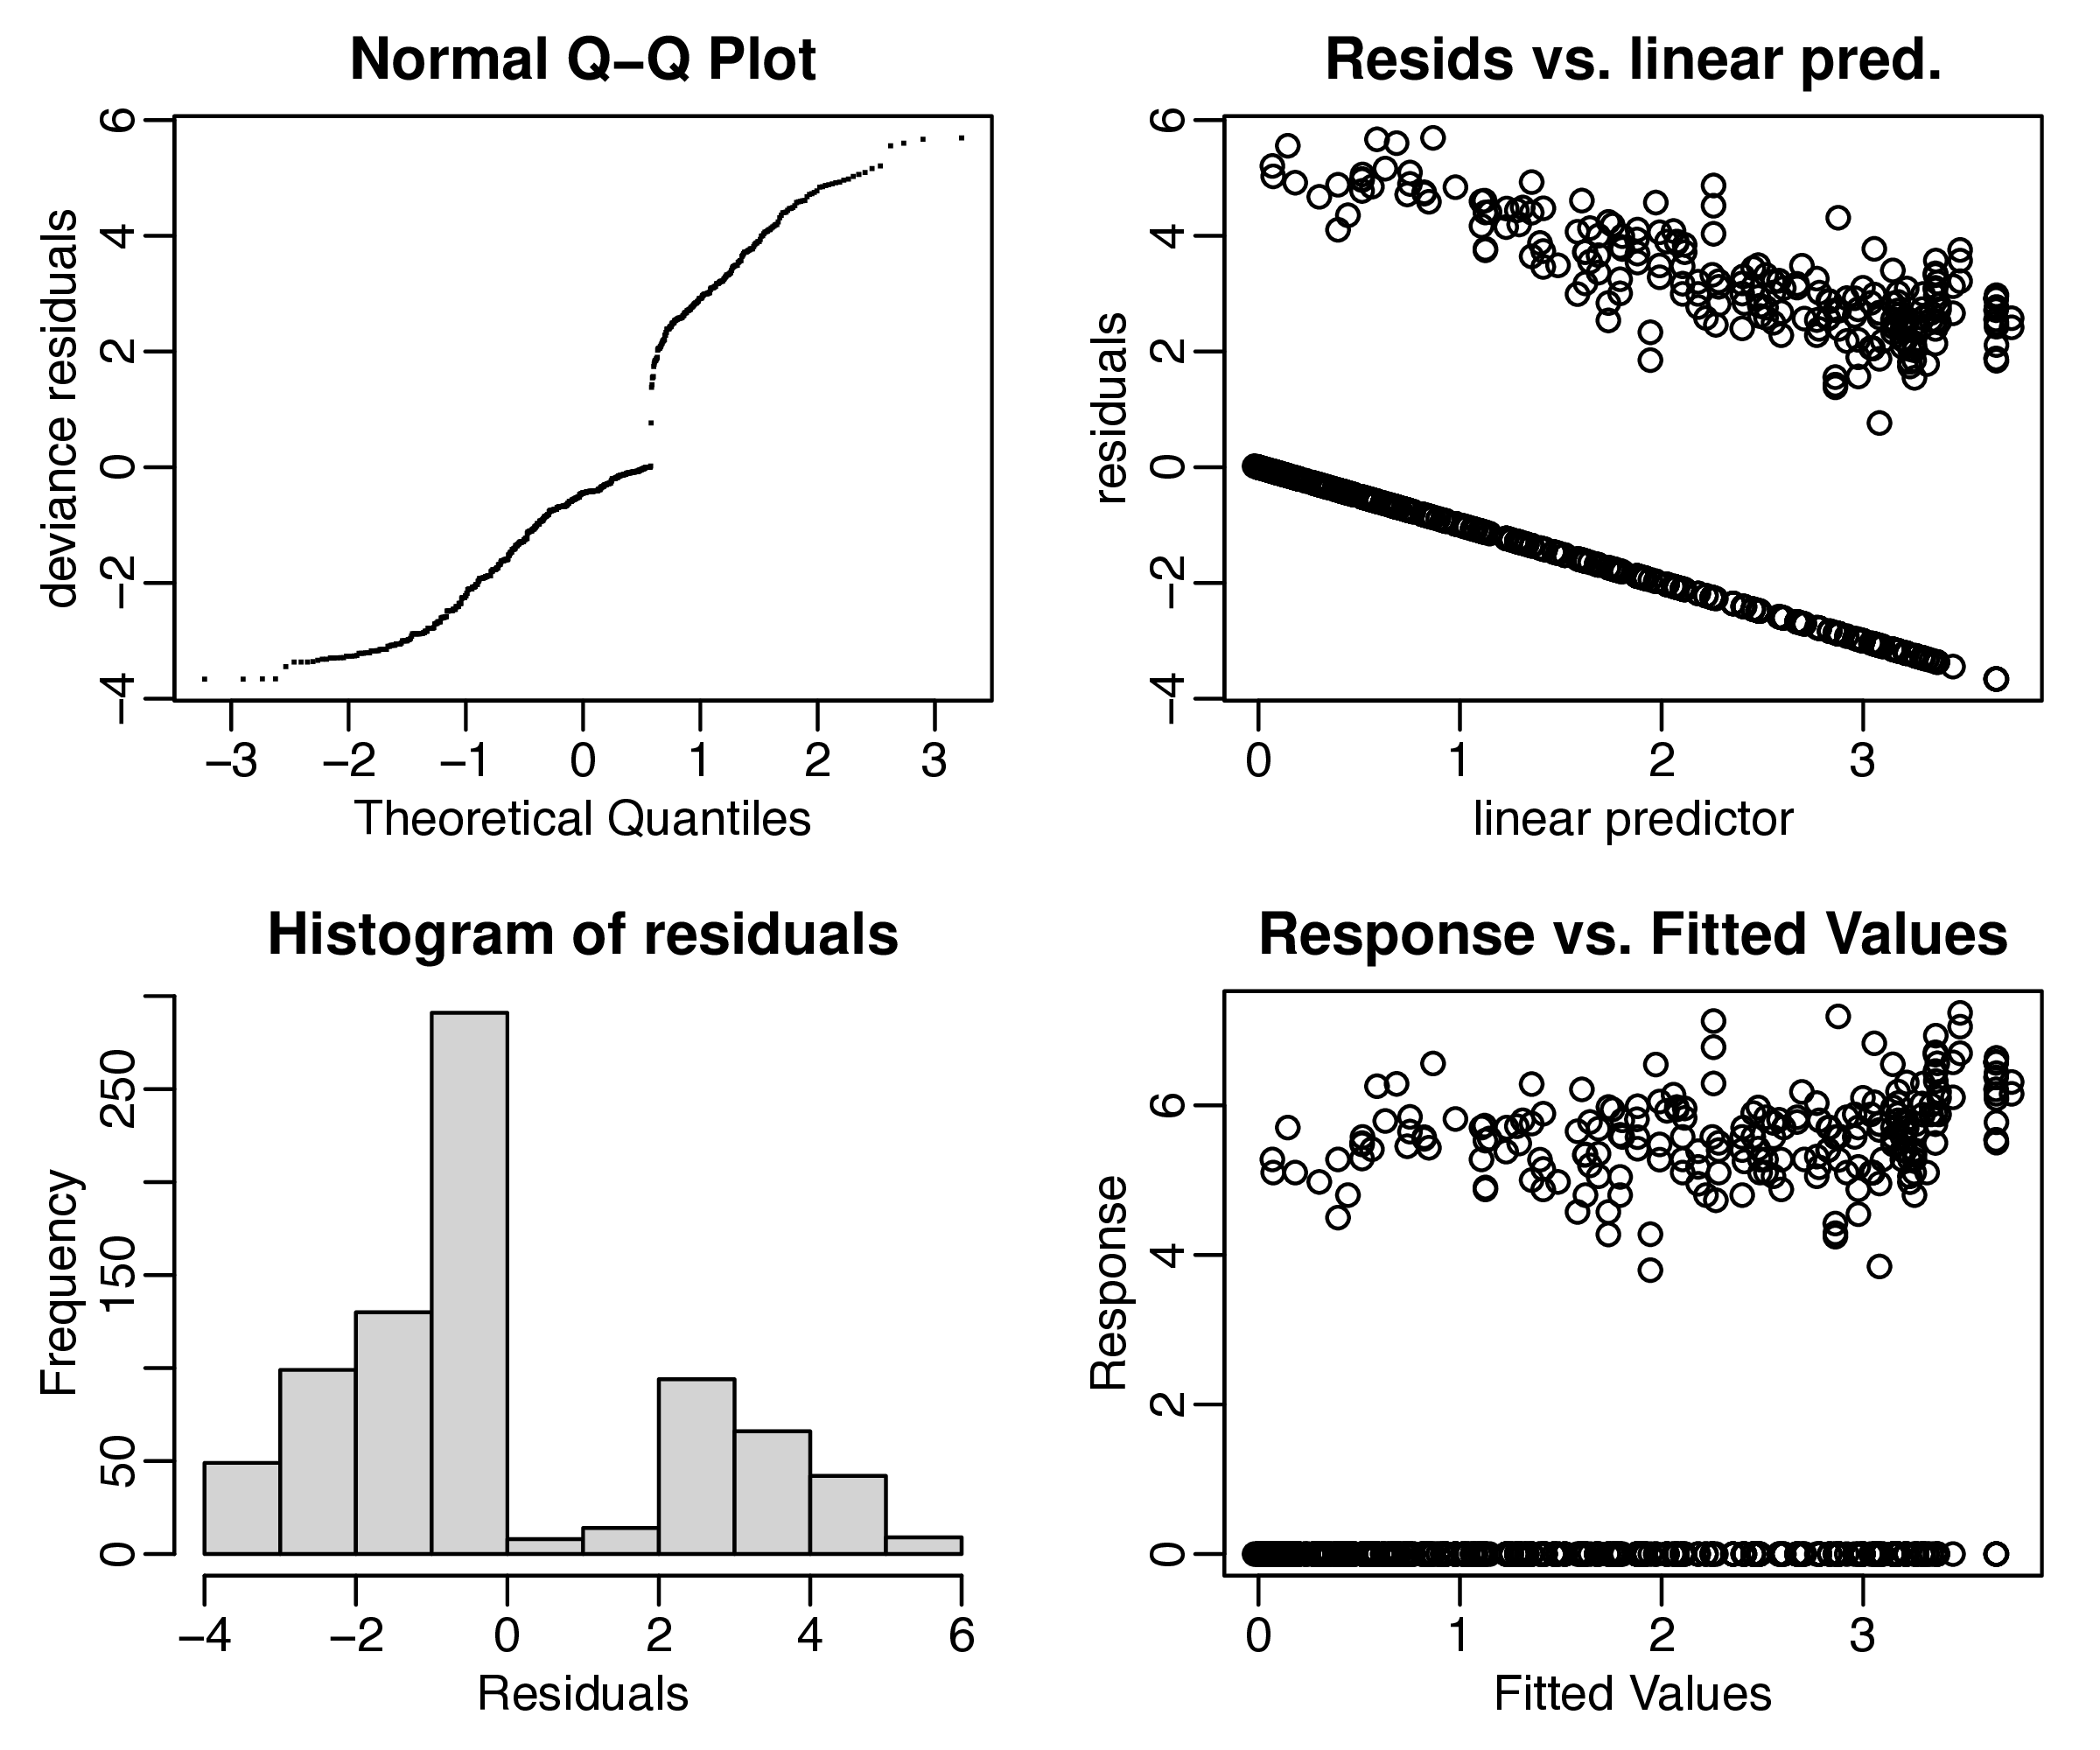 Normal Q−Q Plot
deviance residuals
−4 −2 0 2 4 6
−3 −2 −1 0 1 2 3
Theoretical Quantiles
Resids vs. linear pred.
residuals
−4 −2 0 2 4 6
0 1 2 3
linear predictor
Histogram of residuals
Frequency
0 50 150 250
−4 −2 0 2 4 6
Residuals
Response vs. Fitted Values
Response
0 2 4 6
0 1 2 3
Fitted Values